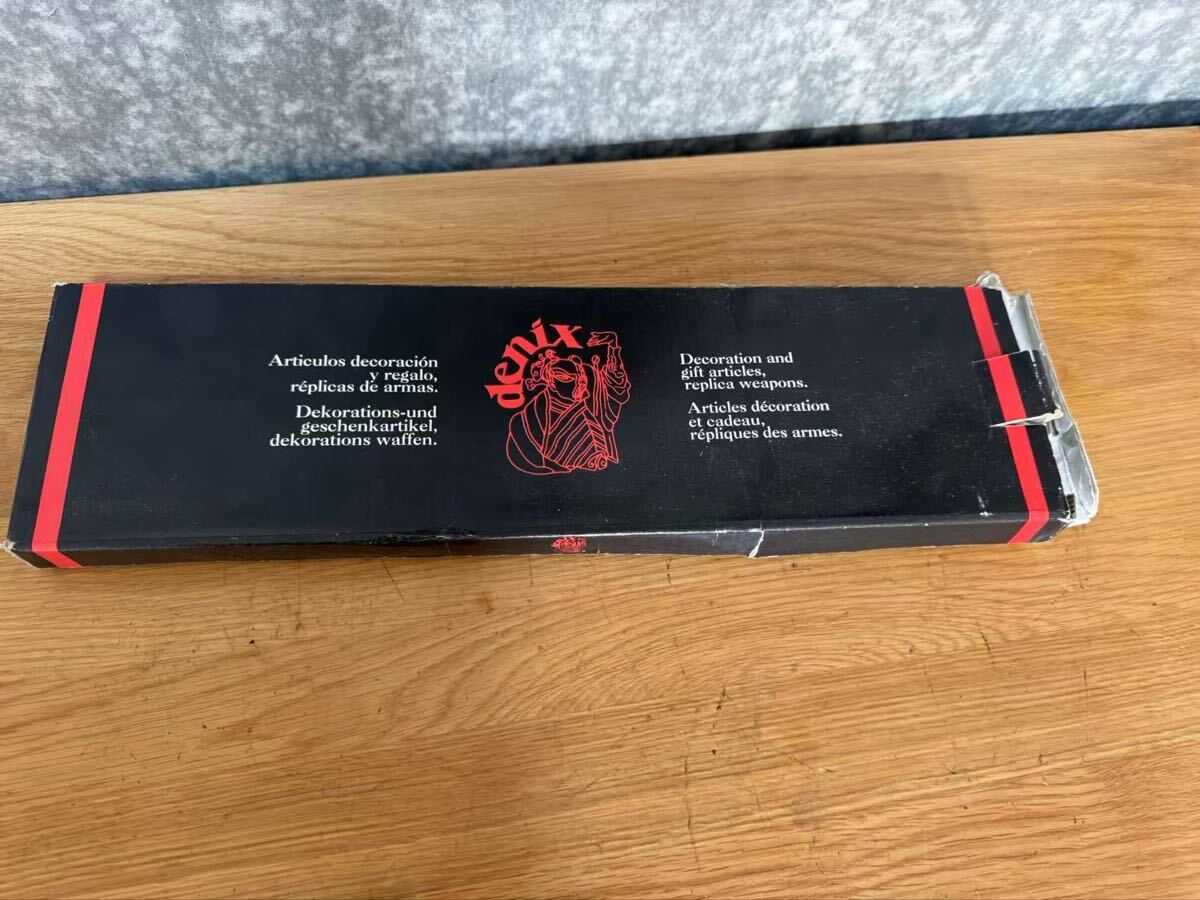 Articulos decoración
y regalo,
réplicas de armas.
Dekorations-und
geschenkartikel,
dekorations waffen.
denix
Decoration and
gift articles,
replica weapons.
Articles décoration
et cadeau,
répliques des armes.